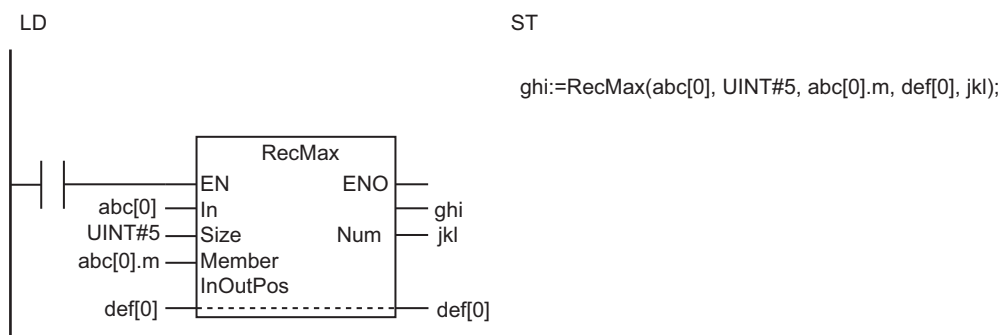 LD
ST
ghi:=RecMax(abc[0], UINT#5, abc[0].m, def[0], jkl);
RecMax
EN ENO
abc[0] In ghi
UINT#5 Size Num jkl
abc[0].m Member
InOutPos
def[0] def[0]